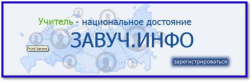 Учитель - национальное достояние
ЗАВУЧ.ИНФО
зарегистрироваться